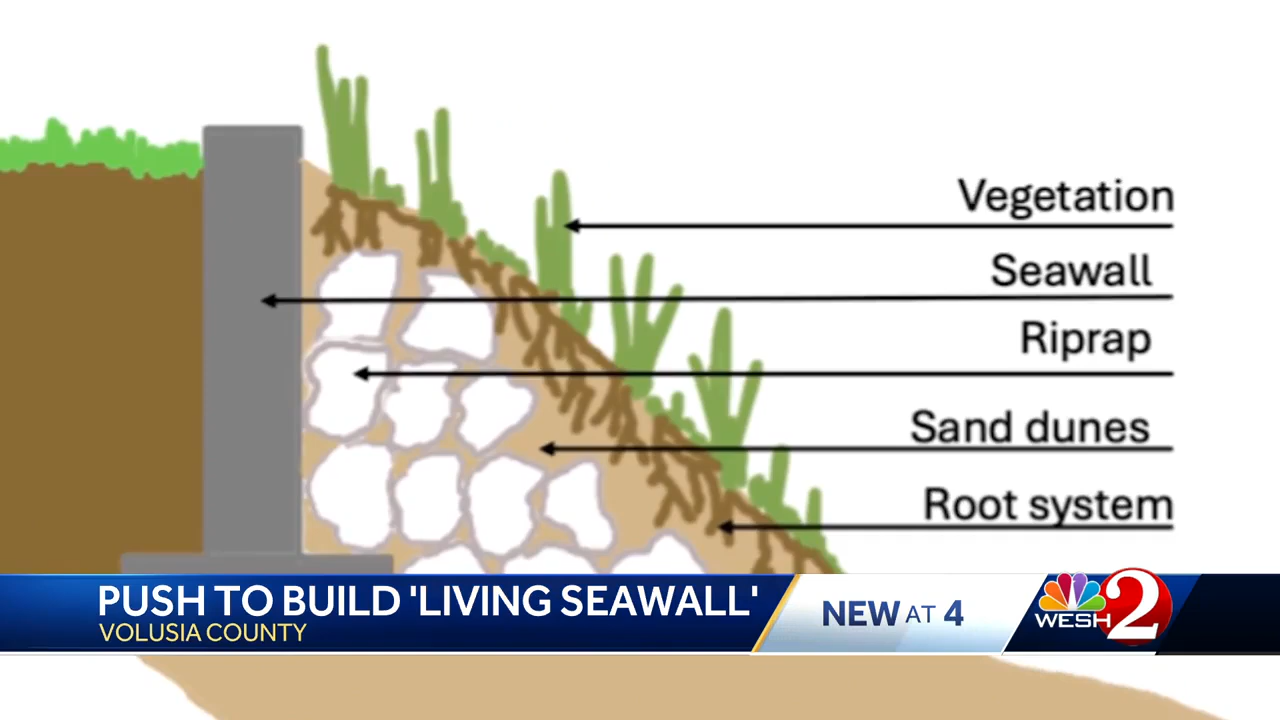 Vegetation
Seawall
Riprap
Sand dunes
Root system
PUSH TO BUILD 'LIVING SEAWALL'
VOLUSIA COUNTY
NEW AT 4
WESH 2